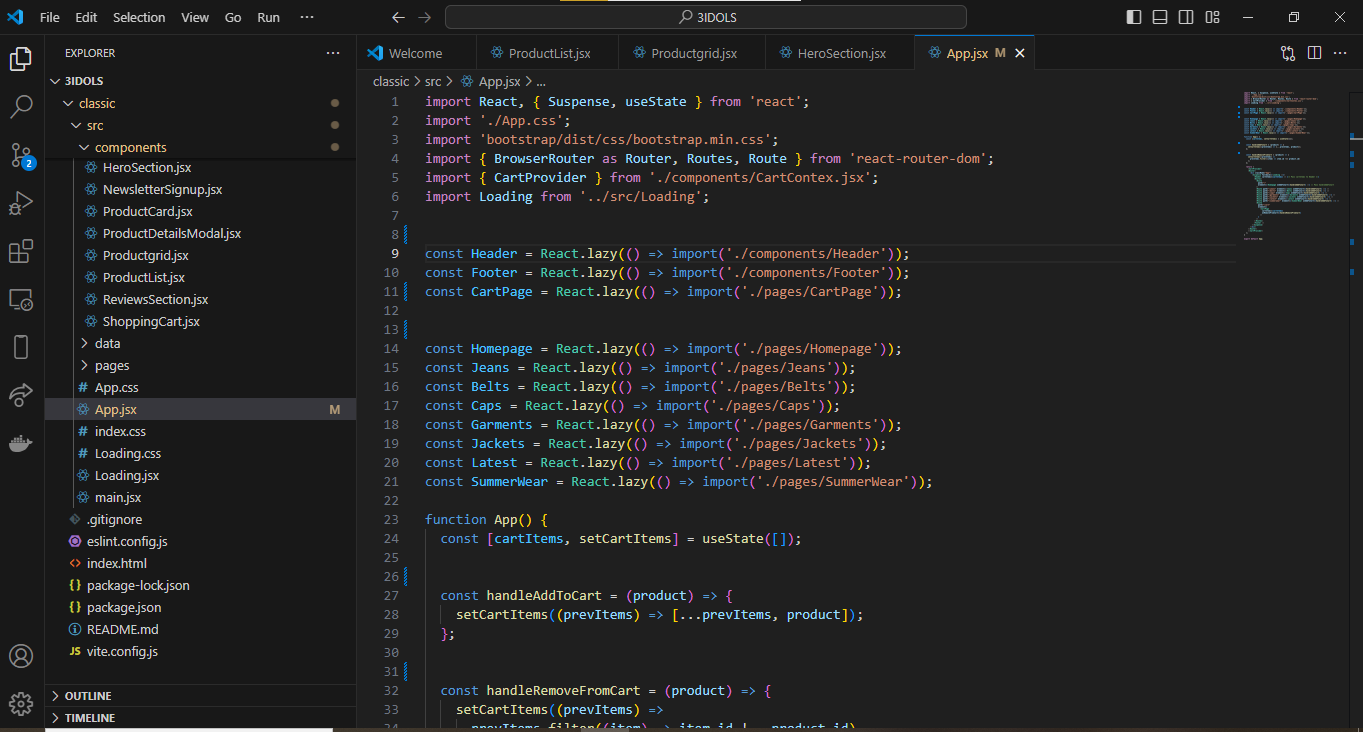 File Edit Selection View Go Run ···
3IDOLS
EXPLORER
3IDOLS
classic
src
components
HeroSection.jsx
NewsletterSignup.jsx
ProductCard.jsx
ProductDetailsModal.jsx
Productgrid.jsx
ProductList.jsx
ReviewsSection.jsx
ShoppingCart.jsx
data
pages
# App.css
App.jsx M
# index.css
# Loading.css
Loading.jsx
main.jsx
.gitignore
eslint.config.js
<> index.html
{} package-lock.json
{} package.json
README.md
JS vite.config.js
OUTLINE
TIMELINE
2
Welcome ProductList.jsx Productgrid.jsx HeroSection.jsx App.jsx M
classic > src > App.jsx > ...
1 import React, { Suspense, useState } from 'react';
2 import './App.css';
3 import 'bootstrap/dist/css/bootstrap.min.css';
4 import { BrowserRouter as Router, Routes, Route } from 'react-router-dom';
5 import { CartProvider } from './components/CartContex.jsx';
6 import Loading from '../src/Loading';
7
8
9 const Header = React.lazy(() => import('./components/Header'));
10 const Footer = React.lazy(() => import('./components/Footer'));
11 const CartPage = React.lazy(() => import('./pages/CartPage'));
12
13
14 const Homepage = React.lazy(() => import('./pages/Homepage'));
15 const Jeans = React.lazy(() => import('./pages/Jeans'));
16 const Belts = React.lazy(() => import('./pages/Belts'));
17 const Caps = React.lazy(() => import('./pages/Caps'));
18 const Garments = React.lazy(() => import('./pages/Garments'));
19 const Jackets = React.lazy(() => import('./pages/Jackets'));
20 const Latest = React.lazy(() => import('./pages/Latest'));
21 const SummerWear = React.lazy(() => import('./pages/SummerWear'));
22
23 function App() {
24 const [cartItems, setCartItems] = useState([]);
25
26
27 const handleAddToCart = (product) => {
28 setCartItems((prevItems) => [...prevItems, product]);
29 };
30
31
32 const handleRemoveFromCart = (product) => {
33 setCartItems((prevItems) =>
34 prevItems.filter((item) => item.id
product.id)